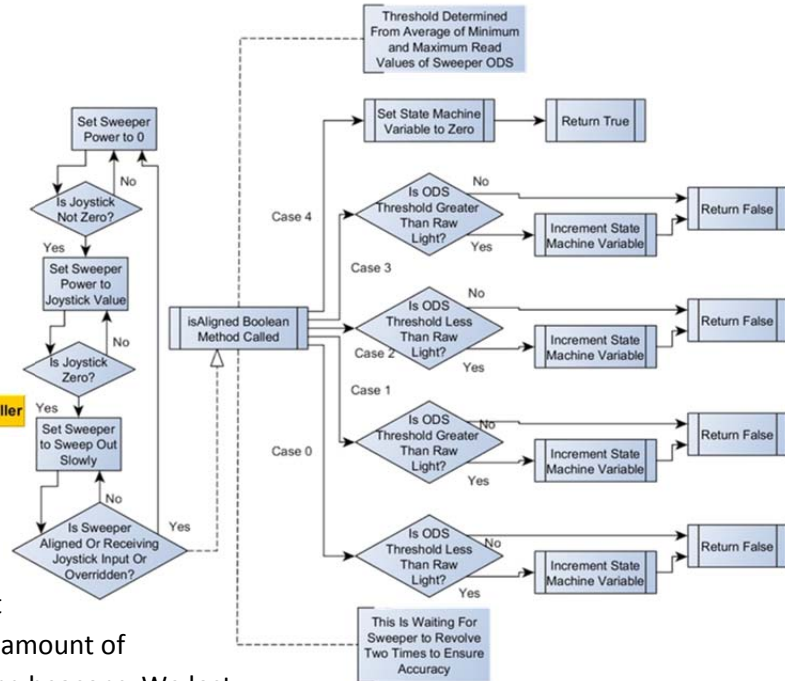 Threshold Determined
From Average of Minimum
and Maximum Read
Values of Sweeper ODS
Set Sweeper
Power to 0
No
Is Joystick
Not Zero?
Yes
Set Sweeper
Power to
Joystick Value
No
Is Joystick
Zero?
ller
Yes
Set Sweeper
to Sweep Out
Slowly
No
Yes
Is Sweeper
Aligned Or Receiving
Joystick Input Or
Overridden?
isAligned Boolean
Method Called
Case 4
Set State Machine
Variable to Zero
Return True
Case 3
Is ODS
Threshold Greater
Than Raw
Light?
No
Yes
Increment State
Machine Variable
Return False
Case 2
Is ODS
Threshold Less
Than Raw
Light?
No
Yes
Increment State
Machine Variable
Return False
Case 1
Is ODS
Threshold Greater
Than Raw
Light?
No
Yes
Increment State
Machine Variable
Return False
Case 0
Is ODS
Threshold Less
Than Raw
Light?
No
Yes
Increment State
Machine Variable
Return False
This Is Waiting For
Sweeper to Revolve
Two Times to Ensure
Accuracy
amount of